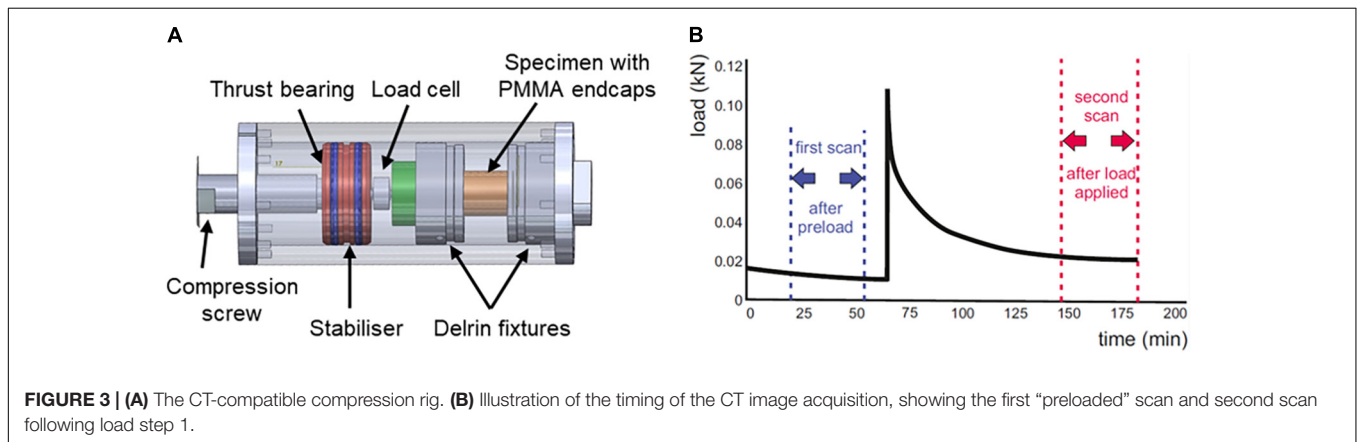 A
Thrust bearing
Load cell
Specimen with
PMMA endcaps
17
Compression
screw
Stabiliser
Delrin fixtures
B
load (kN)
0.12
0.10
0.08
0.06
0.04
0.02
0
first scan
after
preload
second
scan
after load
applied
0 25 50 75 100 125 150 175 200
time (min)
FIGURE 3 | (A) The CT-compatible compression rig. (B) Illustration of the timing of the CT image acquisition, showing the first “preloaded” scan and second scan
following load step 1.